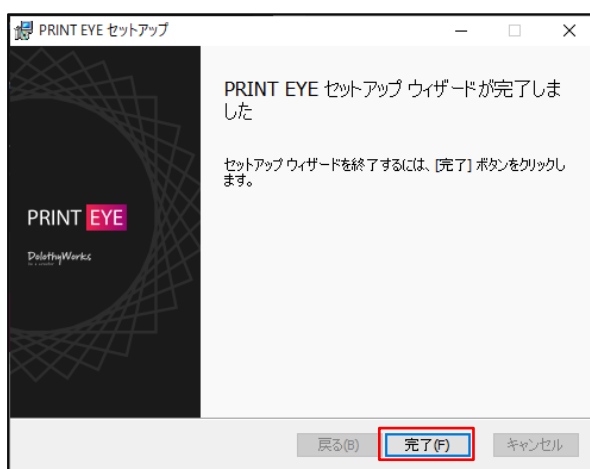 PRINT EYE セットアップ
PRINT EYE セットアップ ウィザードが完了しま
した
セットアップ ウィザードを終了するには、[完了] ボタンをクリックし
ます。
PRINT EYE
DolothyWorks
戻る(B)
完了(F)
キャンセル